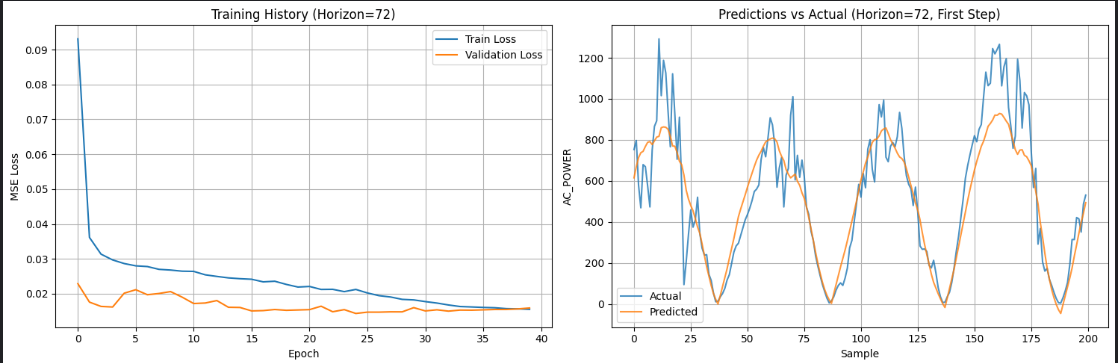 Training History (Horizon=72)
Train Loss
Validation Loss
0.09
0.08
0.07
0.06
0.05
0.04
0.03
0.02
MSE Loss
0 5 10 15 20 25 30 35 40
Epoch
Predictions vs Actual (Horizon=72, First Step)
1200
1000
800
600
400
200
0
AC_POWER
Actual
Predicted
0 25 50 75 100 125 150 175 200
Sample